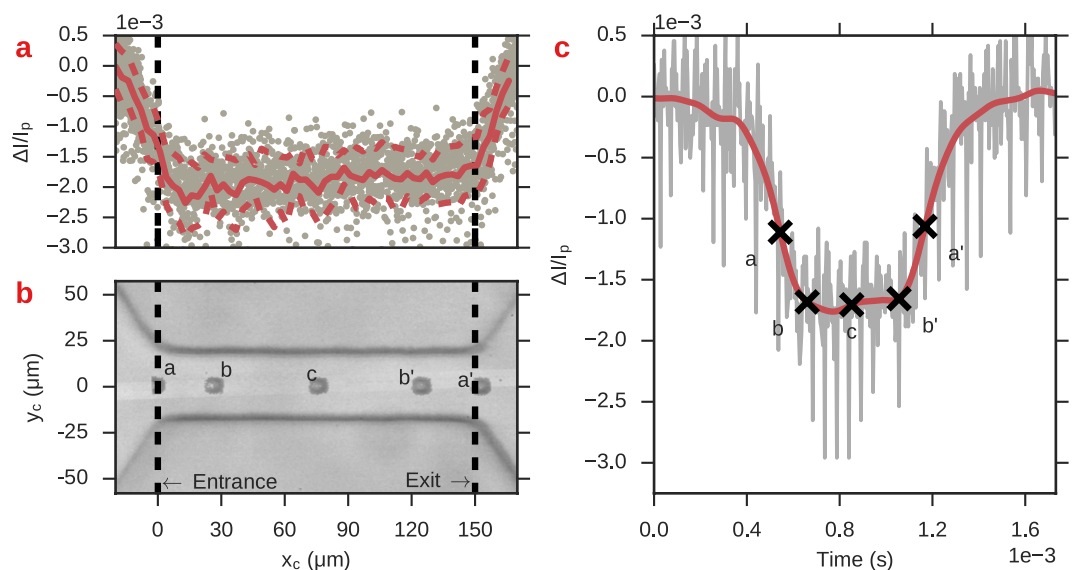 a
1e−3
0.5
0.0
−0.5
−1.0
−1.5
−2.0
−2.5
−3.0
ΔI/Iₚ
b
50
25
0
-25
-50
y_c (µm)
a
b
c
b'
a'
← Entrance
Exit →
0
30
60
90
120
150
x_c (µm)
c
1e−3
0.5
0.0
−0.5
−1.0
−1.5
−2.0
−2.5
−3.0
ΔI/Iₚ
a
b
c
b'
a'
0.0
0.4
0.8
1.2
1.6
1e−3
Time (s)